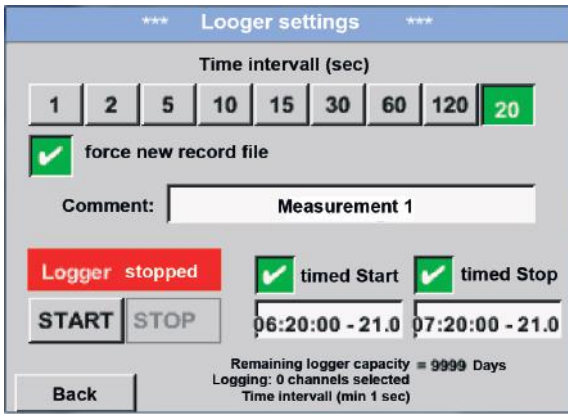 *** Looger settings ***
Time intervall (sec)
1 2 5 10 15 30 60 120 20
force new record file
Comment: Measurement 1
Logger stopped
timed Start timed Stop
START STOP
06:20:00 - 21.0 07:20:00 - 21.0
Remaining logger capacity = 9999 Days
Logging: 0 channels selected
Time intervall (min 1 sec)
Back